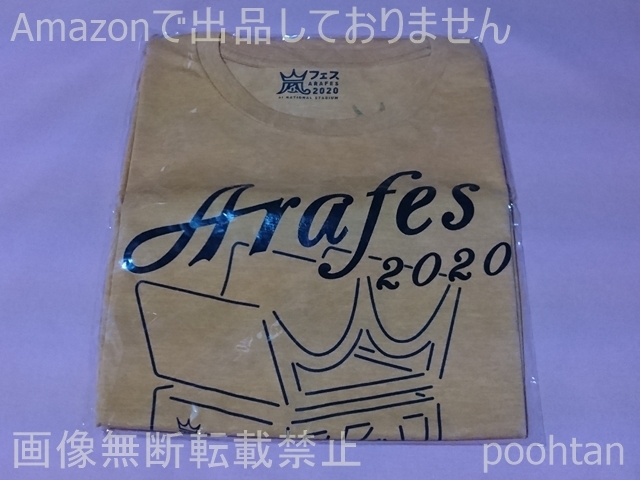 Amazonで出品しておりません
嵐フェス
ARAFES
2020
AT NATIONAL STADIUM
Arafes
2020
画像無断転載禁止
poohtan